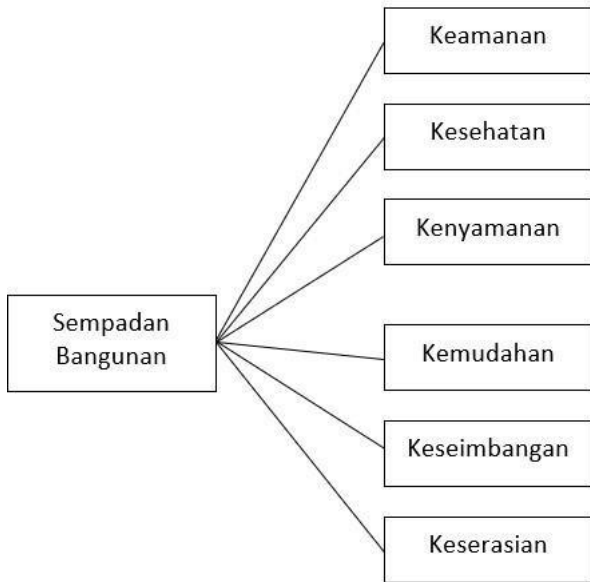 Keamanan
Kesehatan
Kenyamanan
Sempadan
Bangunan
Kemudahan
Keseimbangan
Keserasian